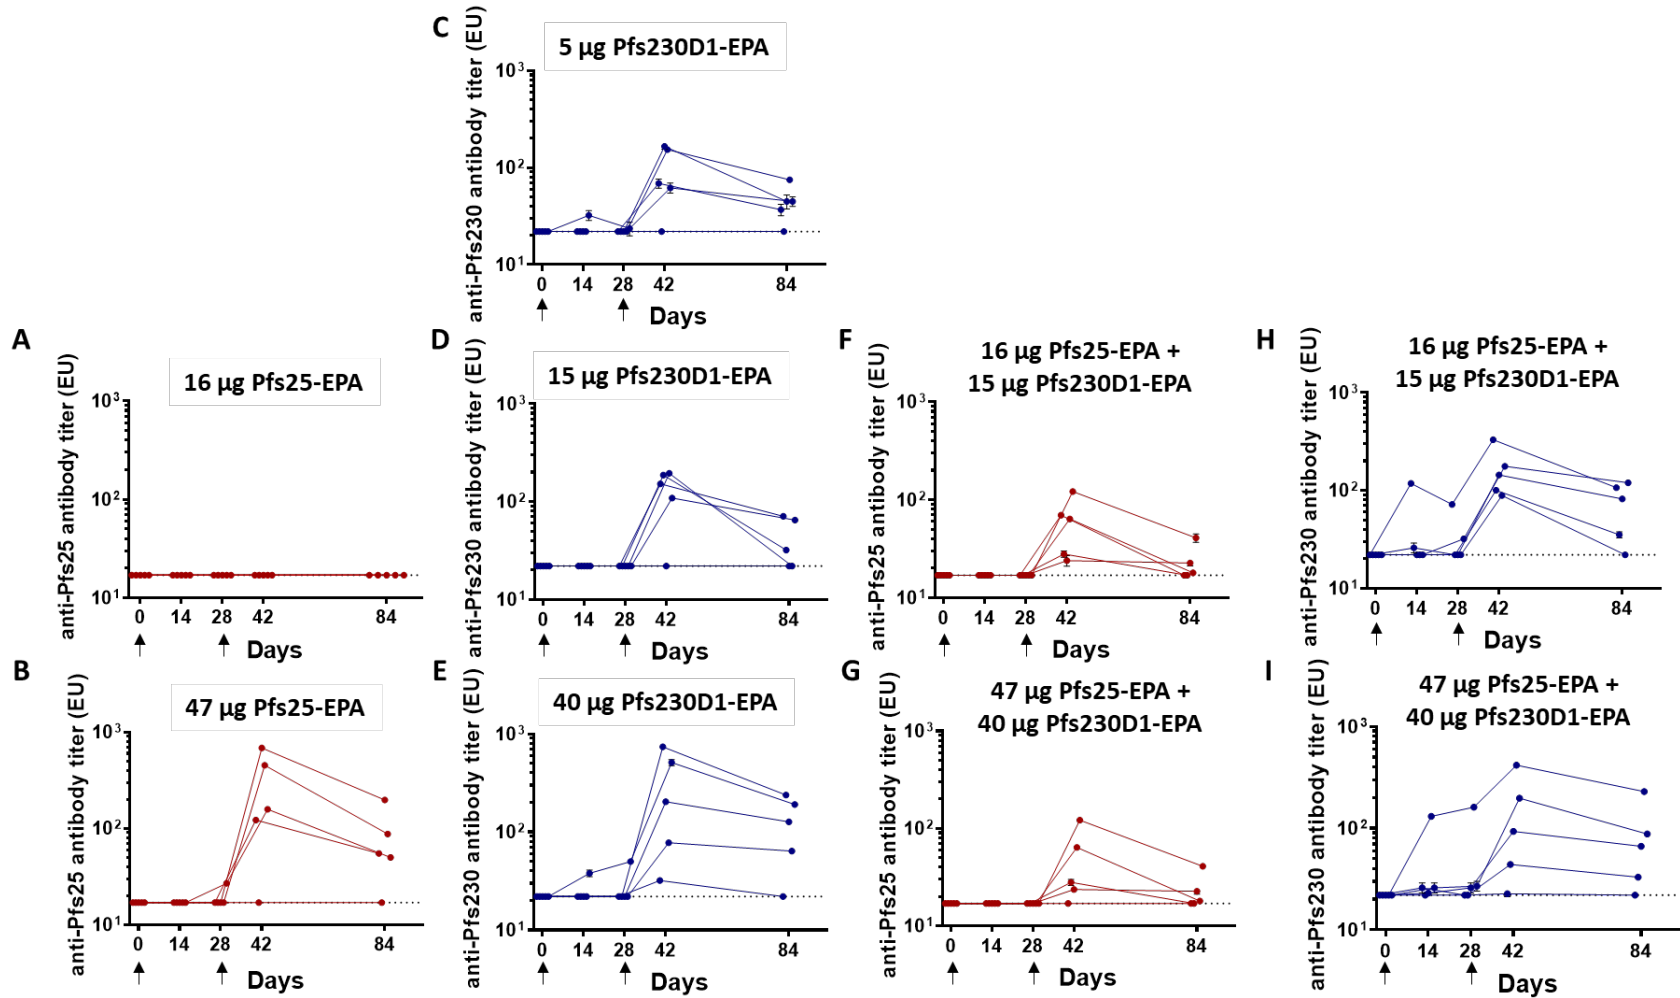 C
5 µg Pfs230D1-EPA
anti-Pfs230 antibody titer (EU)
10³
10²
10¹
0 14 28 42 84
Days
A
16 µg Pfs25-EPA
anti-Pfs25 antibody titer (EU)
10³
10²
10¹
0 14 28 42 84
Days
D
15 µg Pfs230D1-EPA
anti-Pfs230 antibody titer (EU)
10³
10²
10¹
0 14 28 42 84
Days
F
16 µg Pfs25-EPA +
15 µg Pfs230D1-EPA
anti-Pfs25 antibody titer (EU)
10³
10²
10¹
0 14 28 42 84
Days
H
16 µg Pfs25-EPA +
15 µg Pfs230D1-EPA
anti-Pfs230 antibody titer (EU)
10³
10²
10¹
0 14 28 42 84
Days
B
47 µg Pfs25-EPA
anti-Pfs25 antibody titer (EU)
10³
10²
10¹
0 14 28 42 84
Days
E
40 µg Pfs230D1-EPA
anti-Pfs230 antibody titer (EU)
10³
10²
10¹
0 14 28 42 84
Days
G
47 µg Pfs25-EPA +
40 µg Pfs230D1-EPA
anti-Pfs25 antibody titer (EU)
10³
10²
10¹
0 14 28 42 84
Days
I
47 µg Pfs25-EPA +
40 µg Pfs230D1-EPA
anti-Pfs230 antibody titer (EU)
10³
10²
10¹
0 14 28 42 84
Days